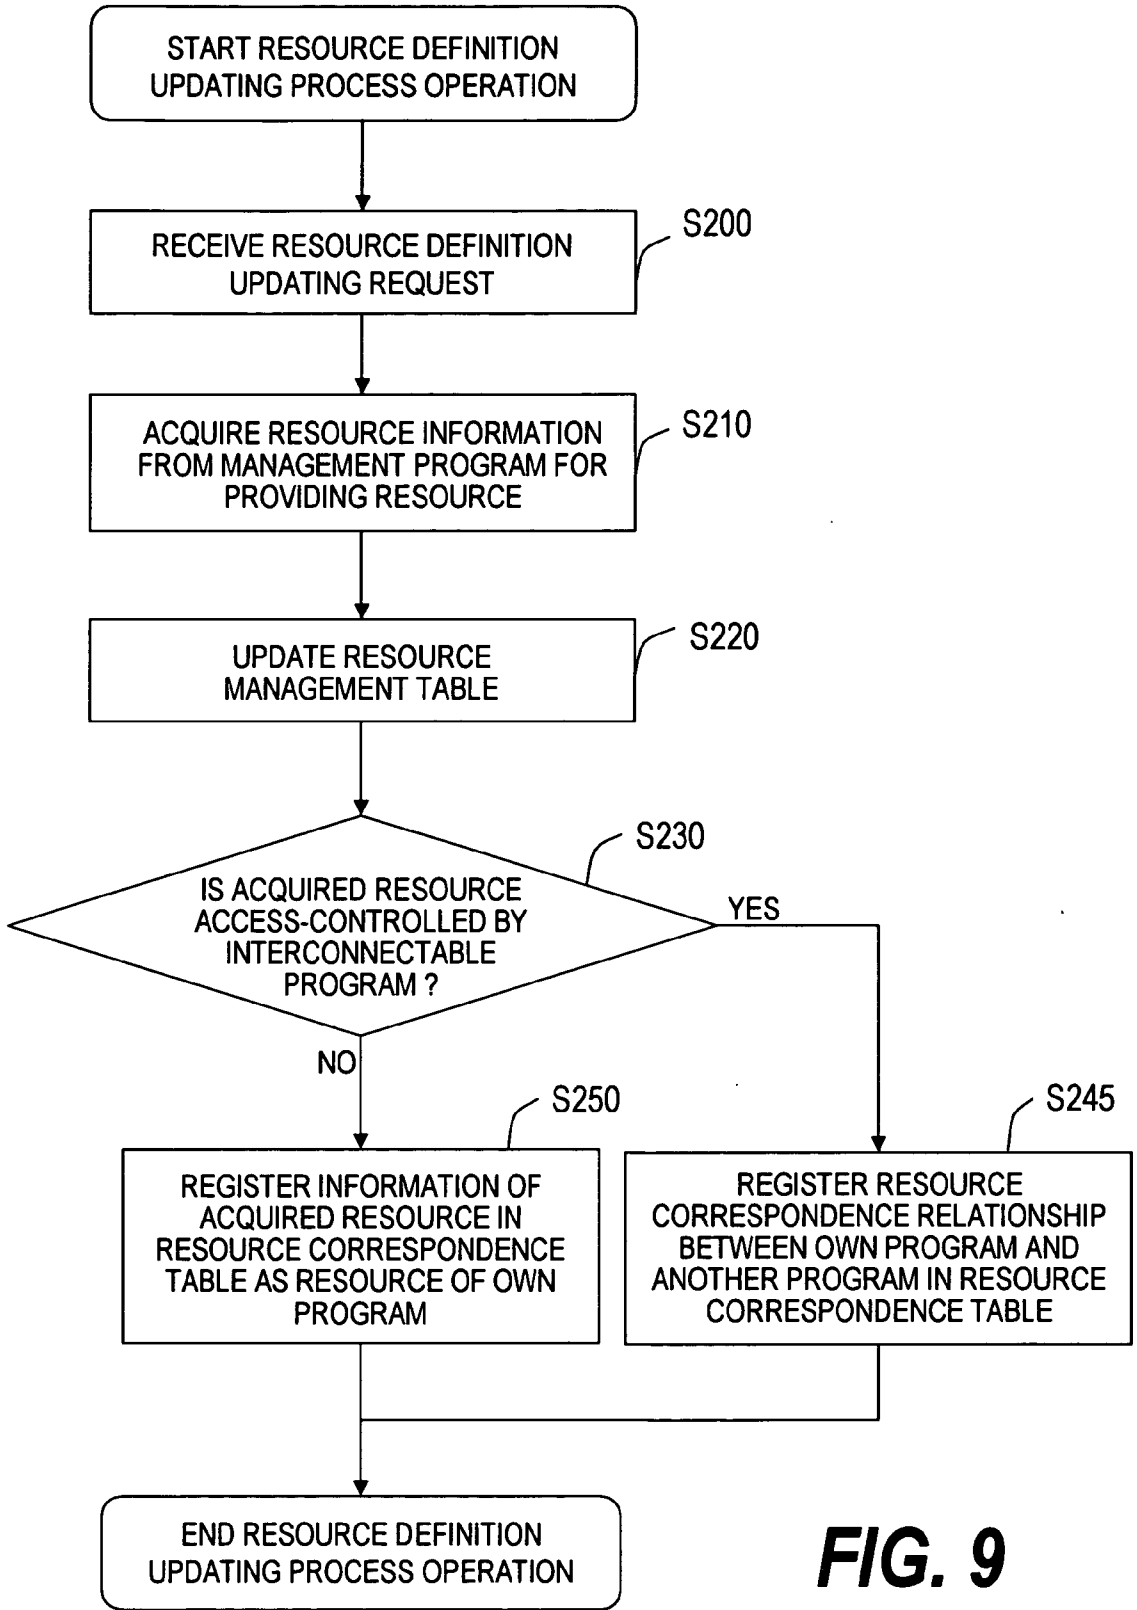 START RESOURCE DEFINITION
UPDATING PROCESS OPERATION
RECEIVE RESOURCE DEFINITION
UPDATING REQUEST
S200
ACQUIRE RESOURCE INFORMATION
FROM MANAGEMENT PROGRAM FOR
PROVIDING RESOURCE
S210
UPDATE RESOURCE
MANAGEMENT TABLE
S220
IS ACQUIRED RESOURCE
ACCESS-CONTROLLED BY
INTERCONNECTABLE
PROGRAM ?
S230
YES
NO
S250
REGISTER INFORMATION OF
ACQUIRED RESOURCE IN
RESOURCE CORRESPONDENCE
TABLE AS RESOURCE OF OWN
PROGRAM
S245
REGISTER RESOURCE
CORRESPONDENCE RELATIONSHIP
BETWEEN OWN PROGRAM AND
ANOTHER PROGRAM IN RESOURCE
CORRESPONDENCE TABLE
END RESOURCE DEFINITION
UPDATING PROCESS OPERATION
FIG. 9